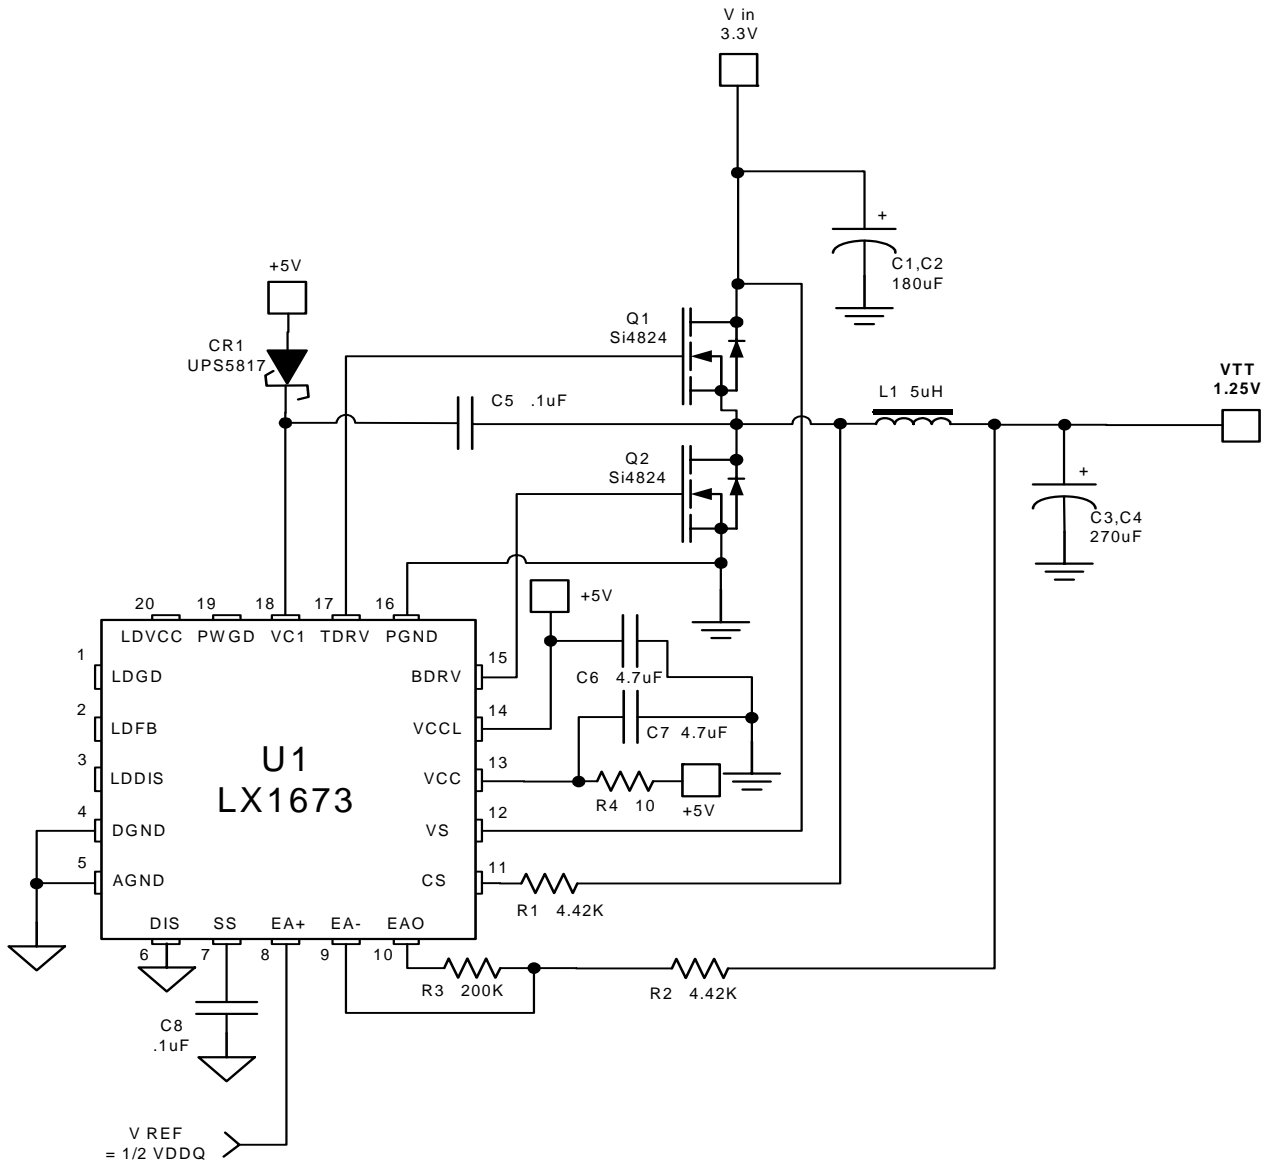 V in
3.3V
+
C1,C2
180uF
+5V
CR1
UPS5817
Q1
Si4824
C5 .1uF
L1 5uH
VTT
1.25V
Q2
Si4824
+
C3,C4
270uF
+5V
C6 4.7uF
C7 4.7uF
R4 10
+5V
20 19 18 17 16
LDVCC PWGD VC1 TDRV PGND
1 LDGD
2 LDFB
3 LDDIS
4 DGND
5 AGND
U1
LX1673
BDRV 15
VCCL 14
VCC 13
VS 12
CS 11
DIS SS EA+ EA- EAO
6 7 8 9 10
R1 4.42K
R3 200K
R2 4.42K
C8
.1uF
V REF
= 1/2 VDDQ